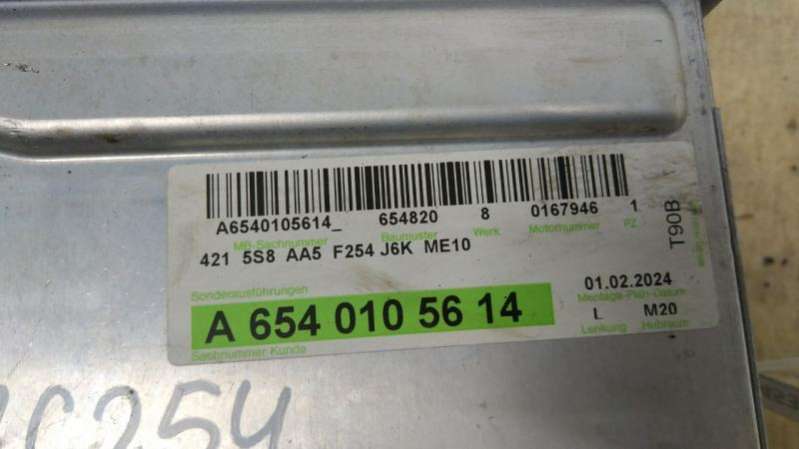 A6540105614_ 654820 8 0167946 1
MB-Sachnummer Baumuster Werk Motornummer PZ
T90B
421 5S8 AA5 F254 J6K ME10
Sonderausführungen
01.02.2024
Montage-Plan-Datum
A 654 010 56 14
L M20
Lenkung Hubraum
Sachnummer Kunde
C254